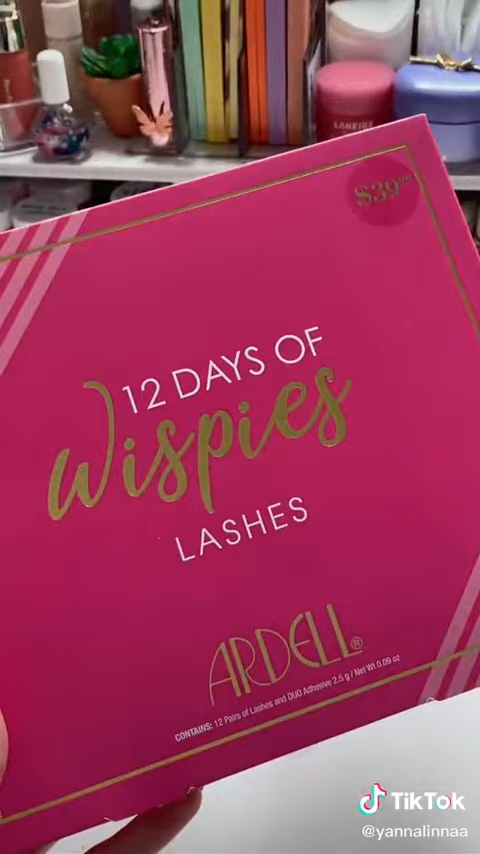 LANEIGE
$39.00
12 DAYS OF
Wispies
LASHES
ARDELL®
CONTAINS: 12 Pairs of Lashes and DUO Adhesive 2.5 g / Net Wt 0.09 oz
TikTok
@yannalinnaa